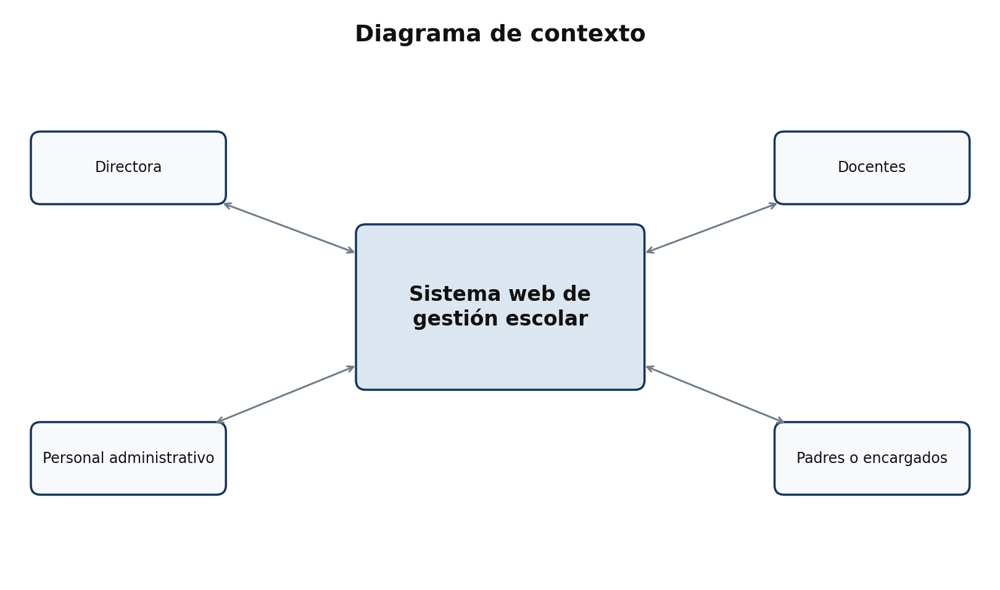 Diagrama de contexto
Directora
Docentes
Sistema web de
gestión escolar
Personal administrativo
Padres o encargados